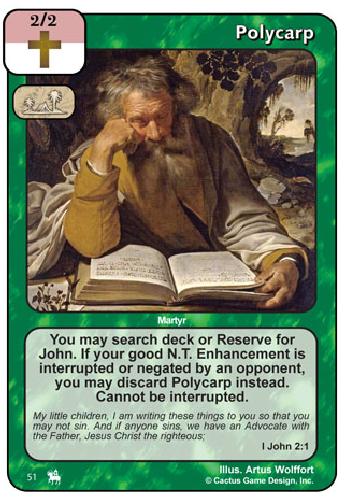 2/2
Polycarp
Martyr
You may search deck or Reserve for
John. If your good N.T. Enhancement is
interrupted or negated by an opponent,
you may discard Polycarp instead.
Cannot be interrupted.
My little children, I am writing these things to you so that you
may not sin. And if anyone sins, we have an Advocate with
the Father, Jesus Christ the righteous;
I John 2:1
51
Illus. Artus Wolffort
© Cactus Game Design, Inc.